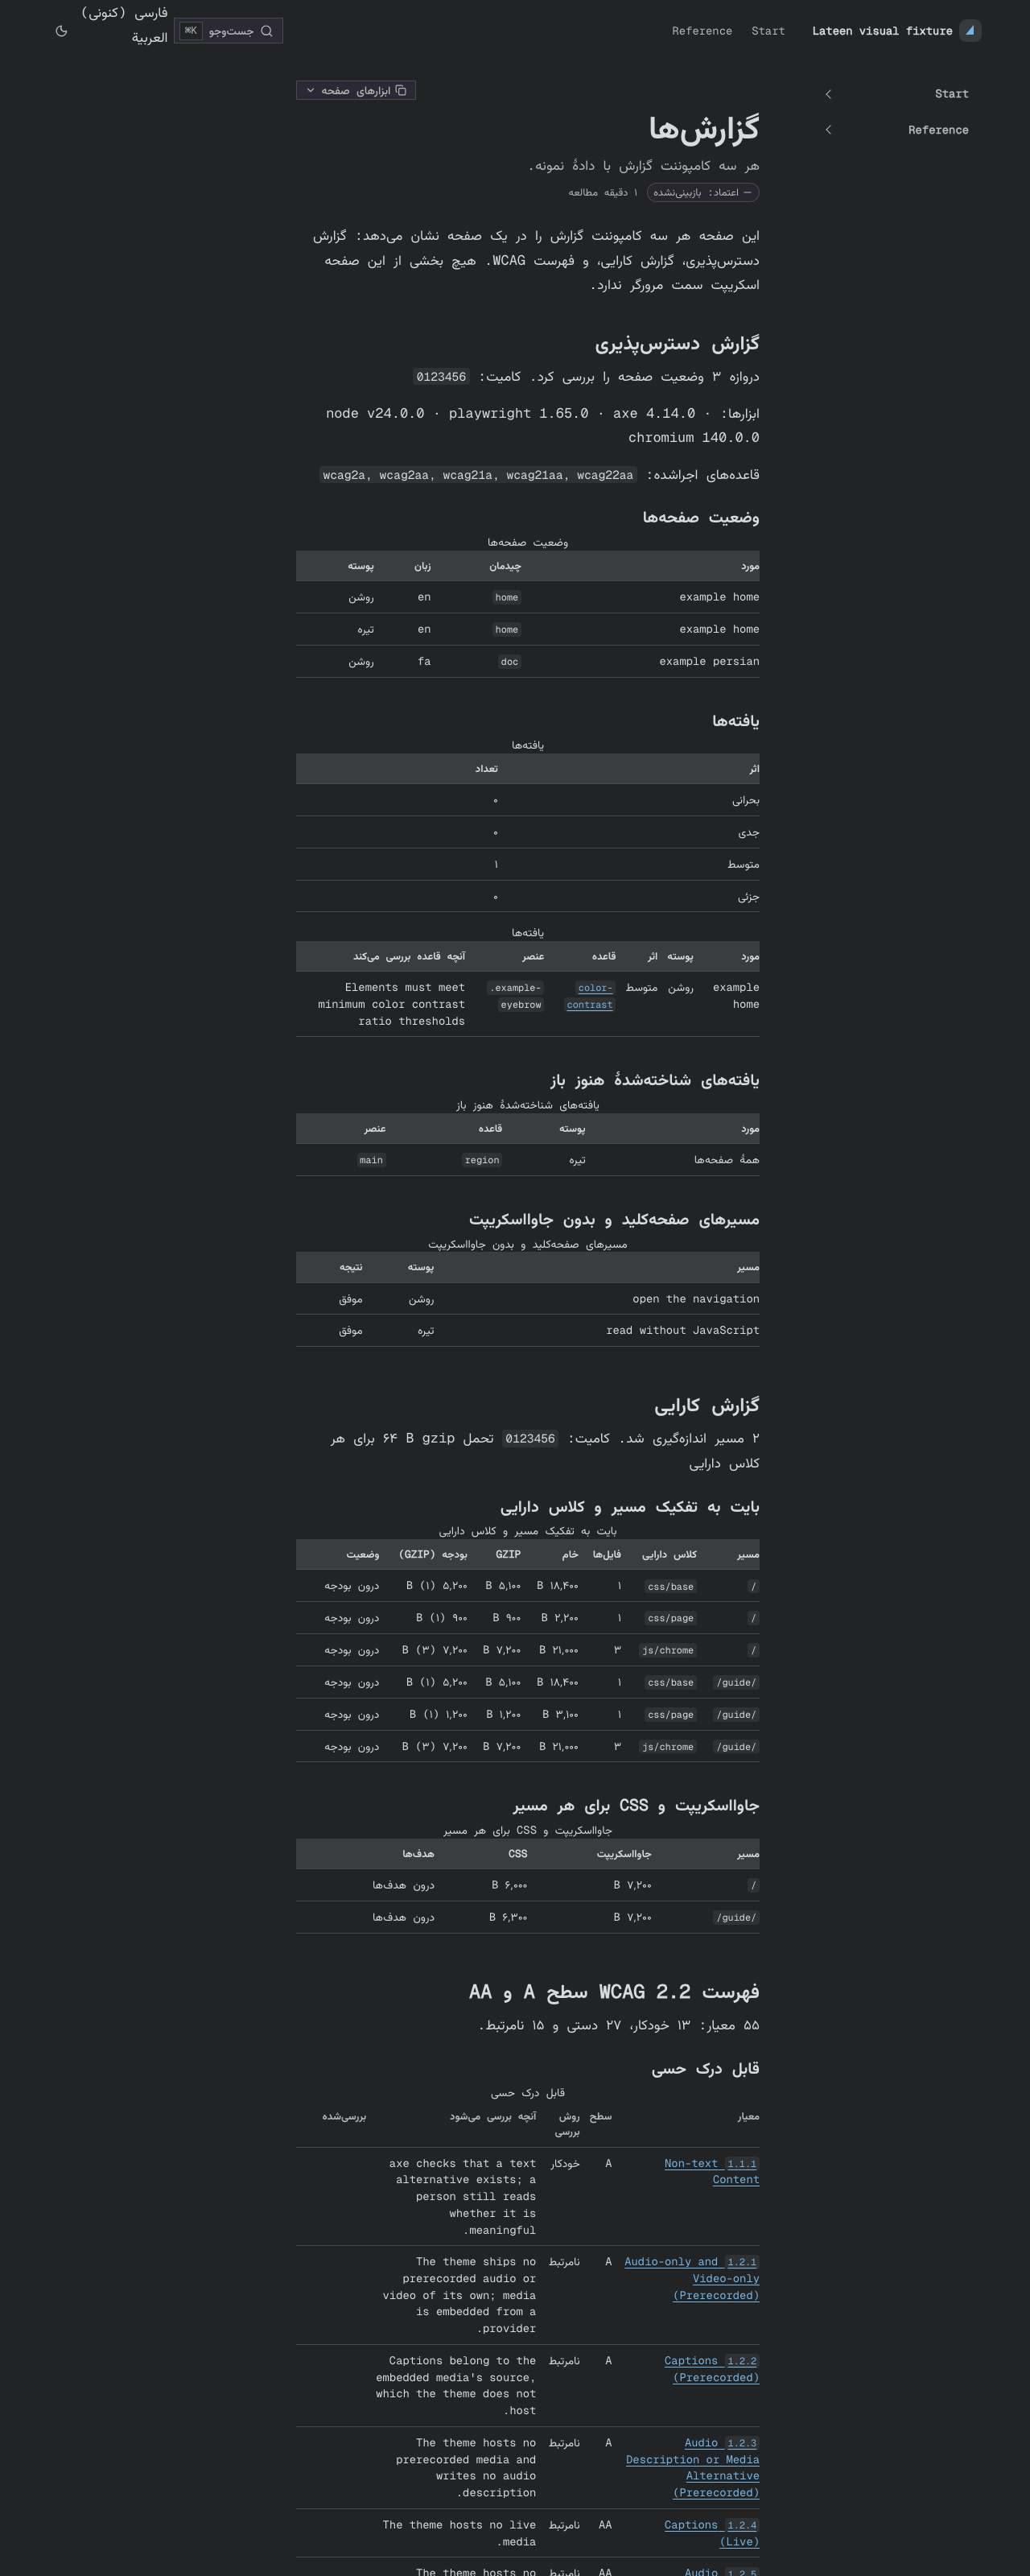 Lateen visual fixture
Start
Reference
جست‌وجو ⌘K
فارسی (کنونی)
العربية
Start
Reference
ابزارهای صفحه
گزارش‌ها
هر سه کامپوننت گزارش با دادهٔ نمونه.
اعتماد: بازبینی‌نشده
۱ دقیقه مطالعه
این صفحه هر سه کامپوننت گزارش را در یک صفحه نشان می‌دهد: گزارش
دسترس‌پذیری، گزارش کارایی، و فهرست WCAG. هیچ بخشی از این صفحه
اسکریپت سمت مرورگر ندارد.
گزارش دسترس‌پذیری
دروازه ۳ وضعیت صفحه را بررسی کرد. کامیت: 0123456
ابزارها: node v24.0.0 · playwright 1.65.0 · axe 4.14.0 ·
chromium 140.0.0
قاعده‌های اجراشده: wcag2a, wcag2aa, wcag21a, wcag21aa, wcag22aa
وضعیت صفحه‌ها
وضعیت صفحه‌ها
مورد چیدمان زبان پوسته
example home home en روشن
example home home en تیره
example persian doc fa روشن
یافته‌ها
یافته‌ها
اثر تعداد
بحرانی ۰
جدی ۰
متوسط ۱
جزئی ۰
یافته‌ها
مورد پوسته اثر قاعده عنصر آنچه قاعده بررسی می‌کند
example home روشن متوسط color-contrast .example-eyebrow Elements must meet
minimum color contrast
ratio thresholds
یافته‌های شناخته‌شدهٔ هنوز باز
یافته‌های شناخته‌شدهٔ هنوز باز
مورد پوسته قاعده عنصر
همهٔ صفحه‌ها تیره region main
مسیرهای صفحه‌کلید و بدون جاوااسکریپت
مسیرهای صفحه‌کلید و بدون جاوااسکریپت
مسیر پوسته نتیجه
open the navigation روشن موفق
read without JavaScript تیره موفق
گزارش کارایی
۲ مسیر اندازه‌گیری شد. کامیت: 0123456 تحمل ۶۴ B gzip برای هر
کلاس دارایی
بایت به تفکیک مسیر و کلاس دارایی
بایت به تفکیک مسیر و کلاس دارایی
مسیر کلاس دارایی فایل‌ها خام GZIP بودجه (GZIP) وضعیت
/ css/base ۱ ۱۸٬۴۰۰ B ۵٬۱۰۰ B ۵٬۲۰۰ B (۱) درون بودجه
/ css/page ۱ ۲٬۲۰۰ B ۹۰۰ B ۹۰۰ B (۱) درون بودجه
/ js/chrome ۳ ۲۱٬۰۰۰ B ۷٬۲۰۰ B ۷٬۲۰۰ B (۳) درون بودجه
/guide/ css/base ۱ ۱۸٬۴۰۰ B ۵٬۱۰۰ B ۵٬۲۰۰ B (۱) درون بودجه
/guide/ css/page ۱ ۳٬۱۰۰ B ۱٬۲۰۰ B ۱٬۲۰۰ B (۱) درون بودجه
/guide/ js/chrome ۳ ۲۱٬۰۰۰ B ۷٬۲۰۰ B ۷٬۲۰۰ B (۳) درون بودجه
جاوااسکریپت و CSS برای هر مسیر
جاوااسکریپت و CSS برای هر مسیر
مسیر جاوااسکریپت CSS هدف‌ها
/ ۷٬۲۰۰ B ۶٬۰۰۰ B درون هدف‌ها
/guide/ ۷٬۲۰۰ B ۶٬۳۰۰ B درون هدف‌ها
فهرست WCAG 2.2 سطح A و AA
۵۵ معیار: ۱۳ خودکار، ۲۷ دستی و ۱۵ نامرتبط.
قابل درک حسی
قابل درک حسی
معیار سطح روش بررسی آنچه بررسی می‌شود بررسی‌شده
1.1.1 Non-text Content A خودکار axe checks that a text
alternative exists; a
person still reads
whether it is
meaningful.
1.2.1 Audio-only and Video-only (Prerecorded) A نامرتبط The theme ships no
prerecorded audio or
video of its own; media
is embedded from a
provider.
1.2.2 Captions (Prerecorded) A نامرتبط Captions belong to the
embedded media's source,
which the theme does not
host.
1.2.3 Audio Description or Media Alternative (Prerecorded) A نامرتبط The theme hosts no
prerecorded media and
writes no audio
description.
1.2.4 Captions (Live) AA نامرتبط The theme hosts no live
media.
1.2.5 Audio AA نامرتبط The theme hosts no